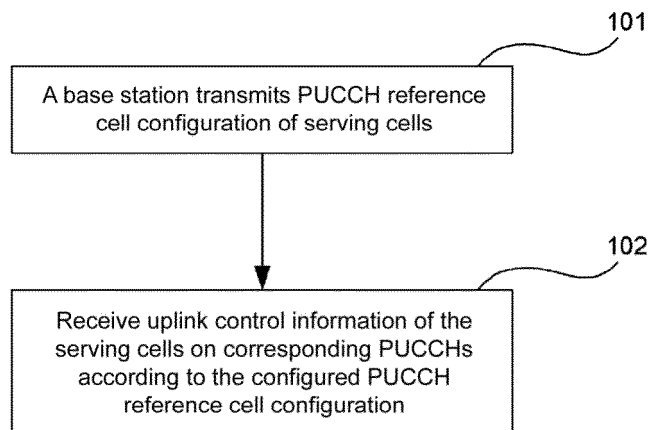 101
A base station transmits PUCCH reference
cell configuration of serving cells
102
Receive uplink control information of the
serving cells on corresponding PUCCHs
according to the configured PUCCH
reference cell configuration